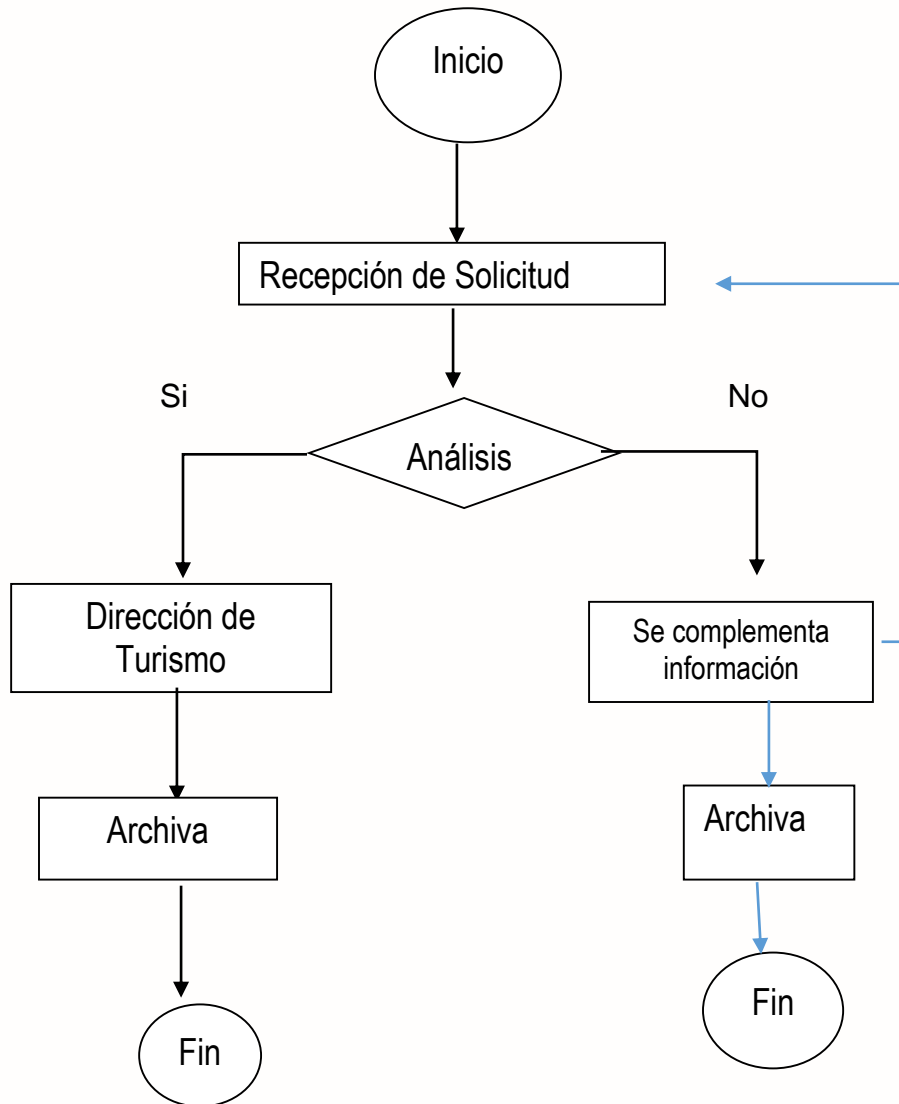 Inicio
Recepción de Solicitud
Si
No
Análisis
Dirección de
Turismo
Se complementa
información
Archiva
Archiva
Fin
Fin